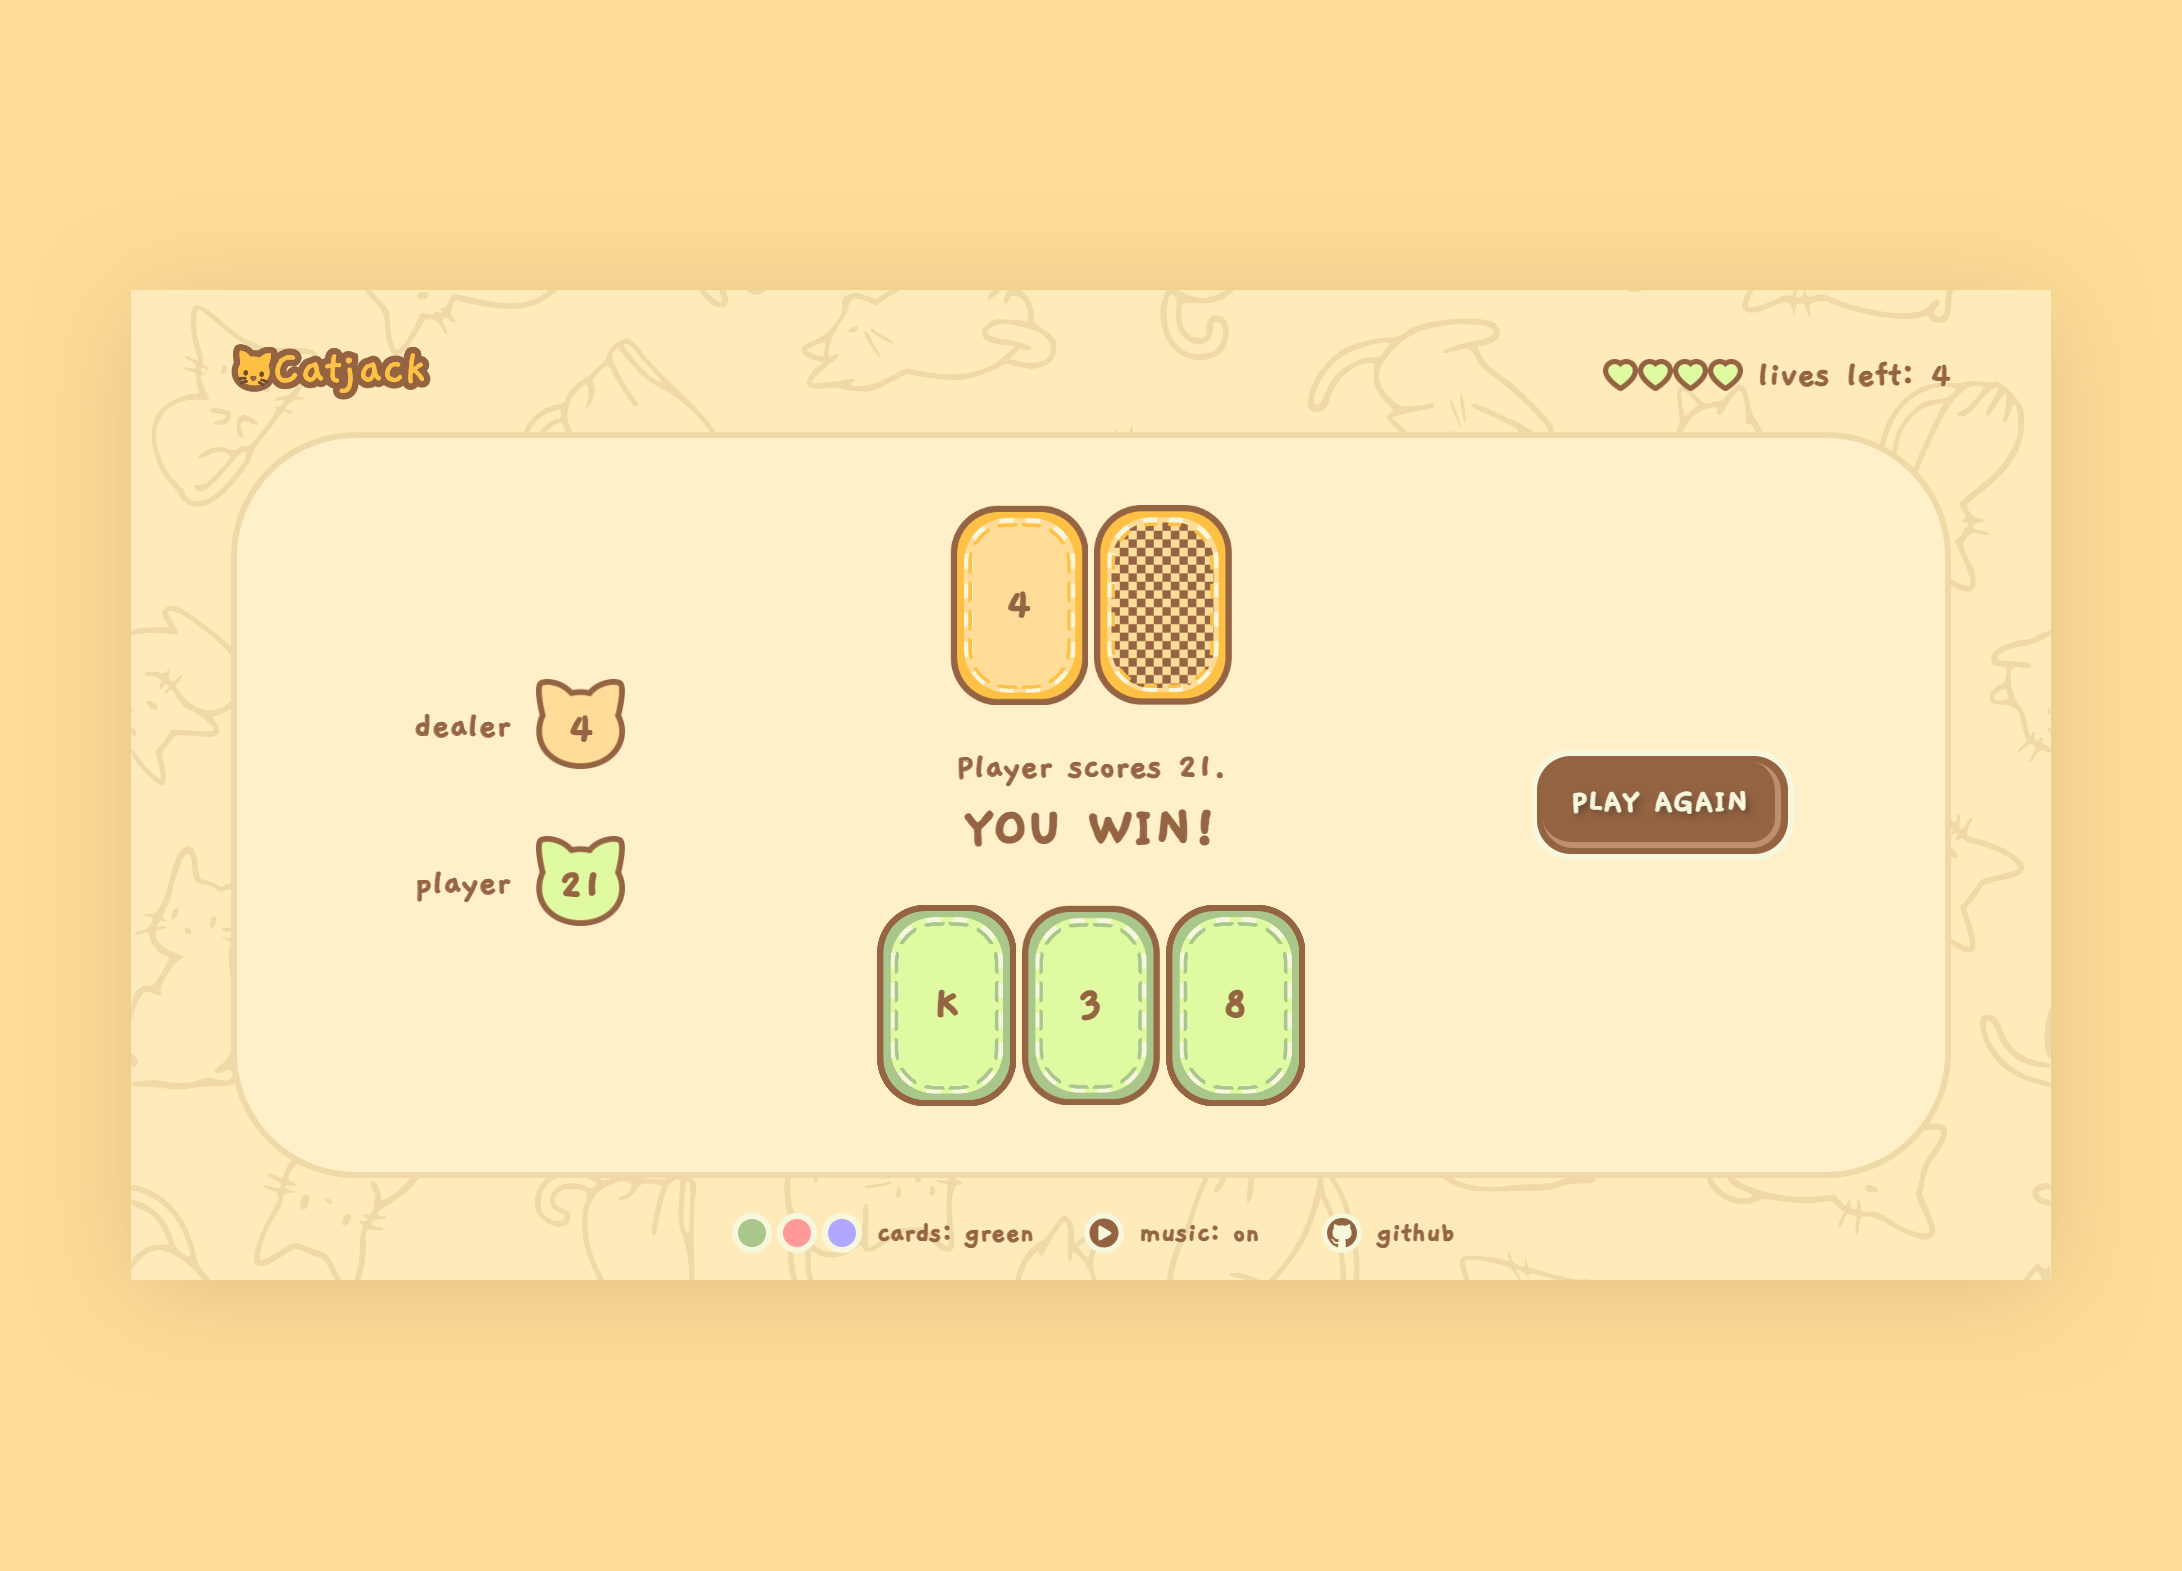 Catjack
lives left: 4
4
dealer 4
Player scores 21.
YOU WIN!
PLAY AGAIN
player 21
K 3 8
cards: green music: on github